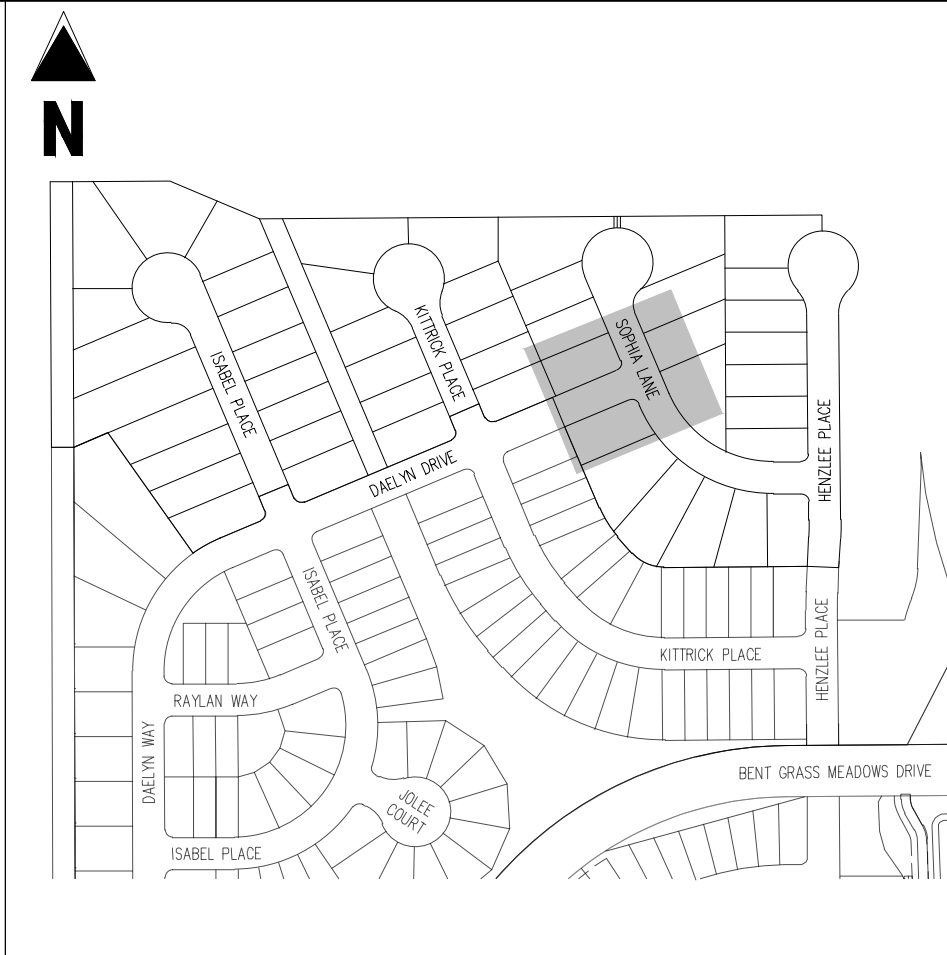 N
SOPHIA LANE
KITTRICK PLACE
ISABEL PLACE
HENZLEE PLACE
DAELYN DRIVE
ISABEL PLACE
HENZLEE PLACE
KITTRICK PLACE
RAYLAN WAY
DAELYN WAY
BENT GRASS MEADOWS DRIVE
JOLEE
COURT
ISABEL PLACE